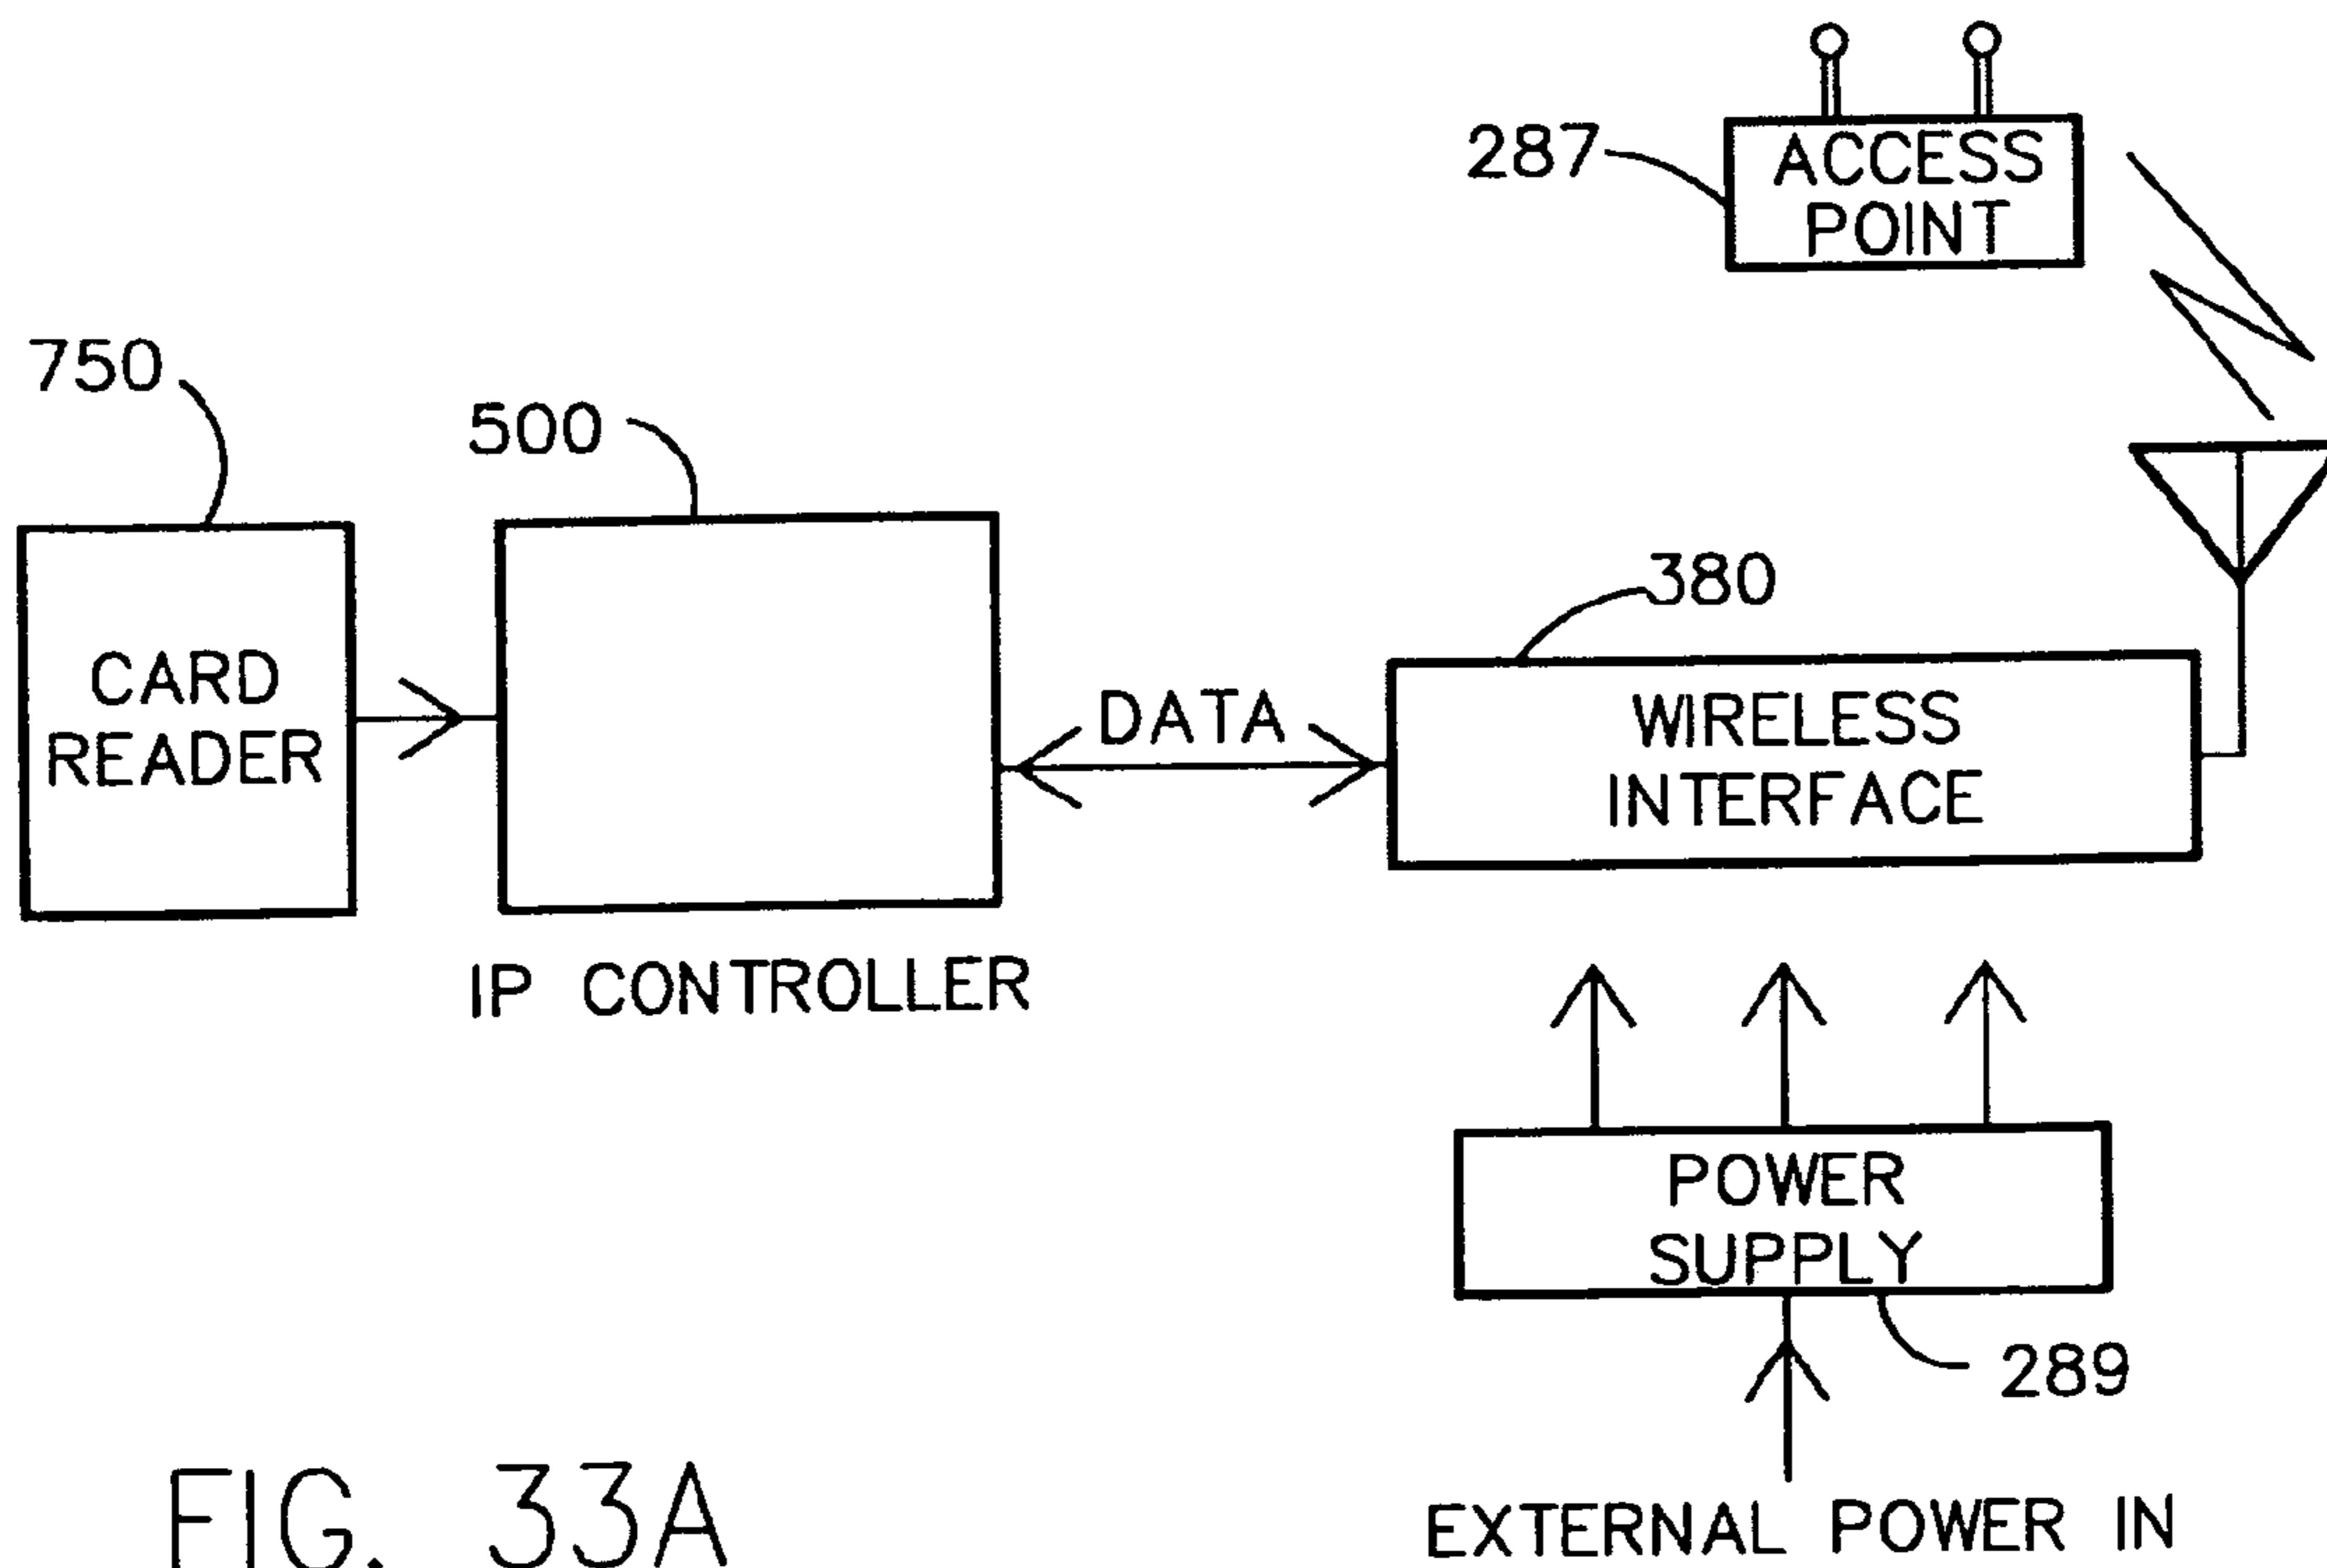 287
ACCESS
POINT
750
500
380
CARD
READER
DATA
WIRELESS
INTERFACE
IP CONTROLLER
POWER
SUPPLY
289
EXTERNAL POWER IN
FIG. 33A